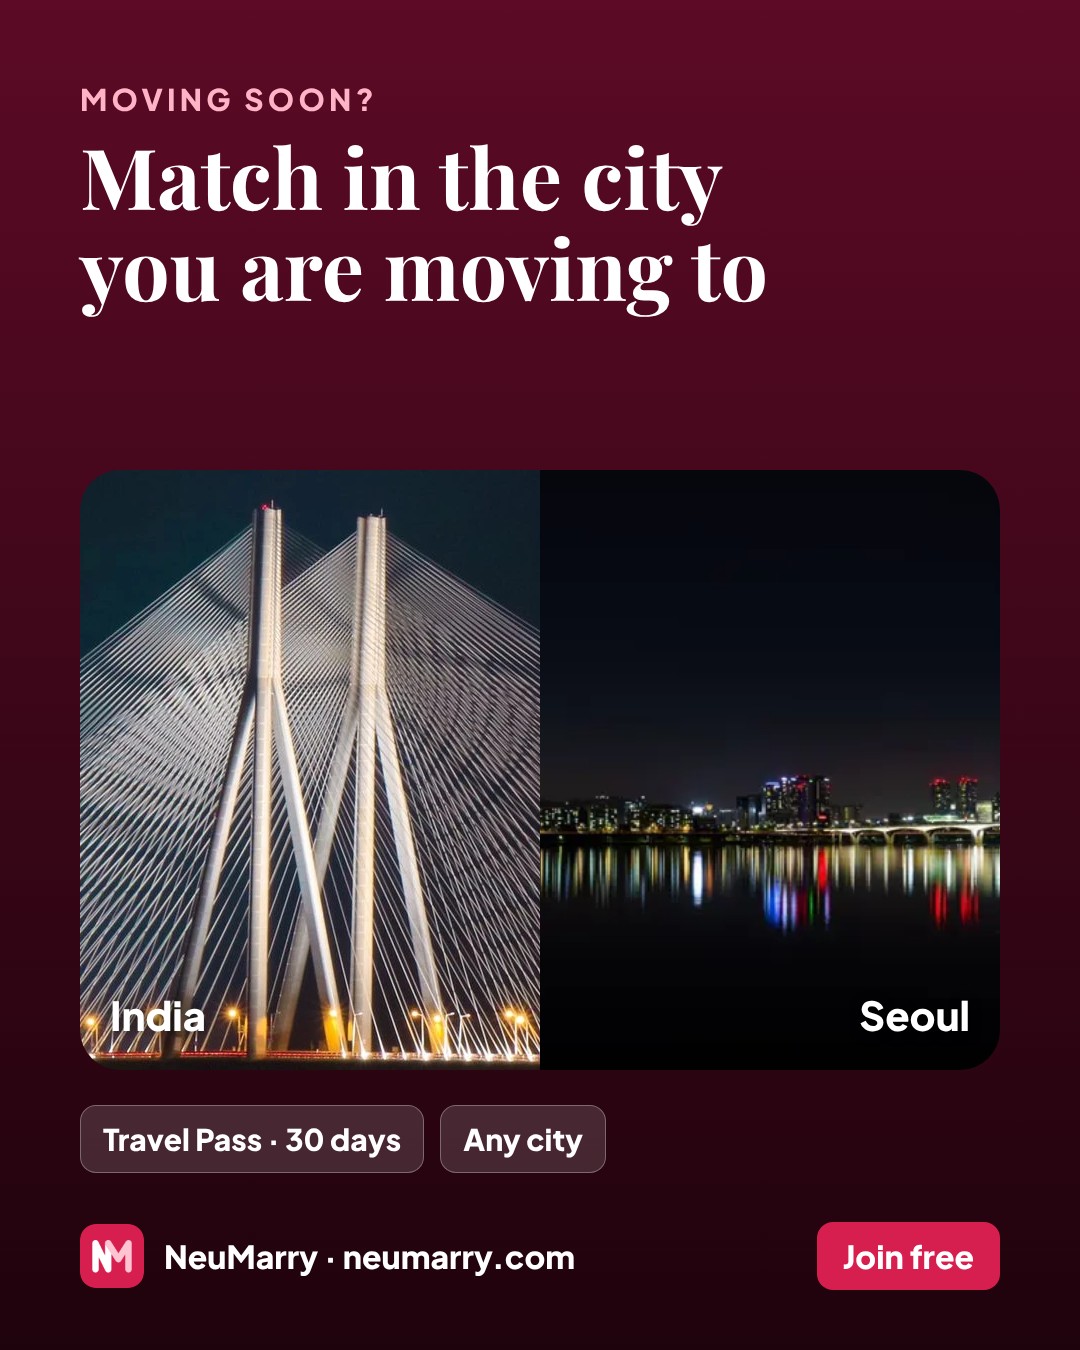 MOVING SOON?
Match in the city
you are moving to
India
Seoul
Travel Pass · 30 days
Any city
NM
NeuMarry · neumarry.com
Join free